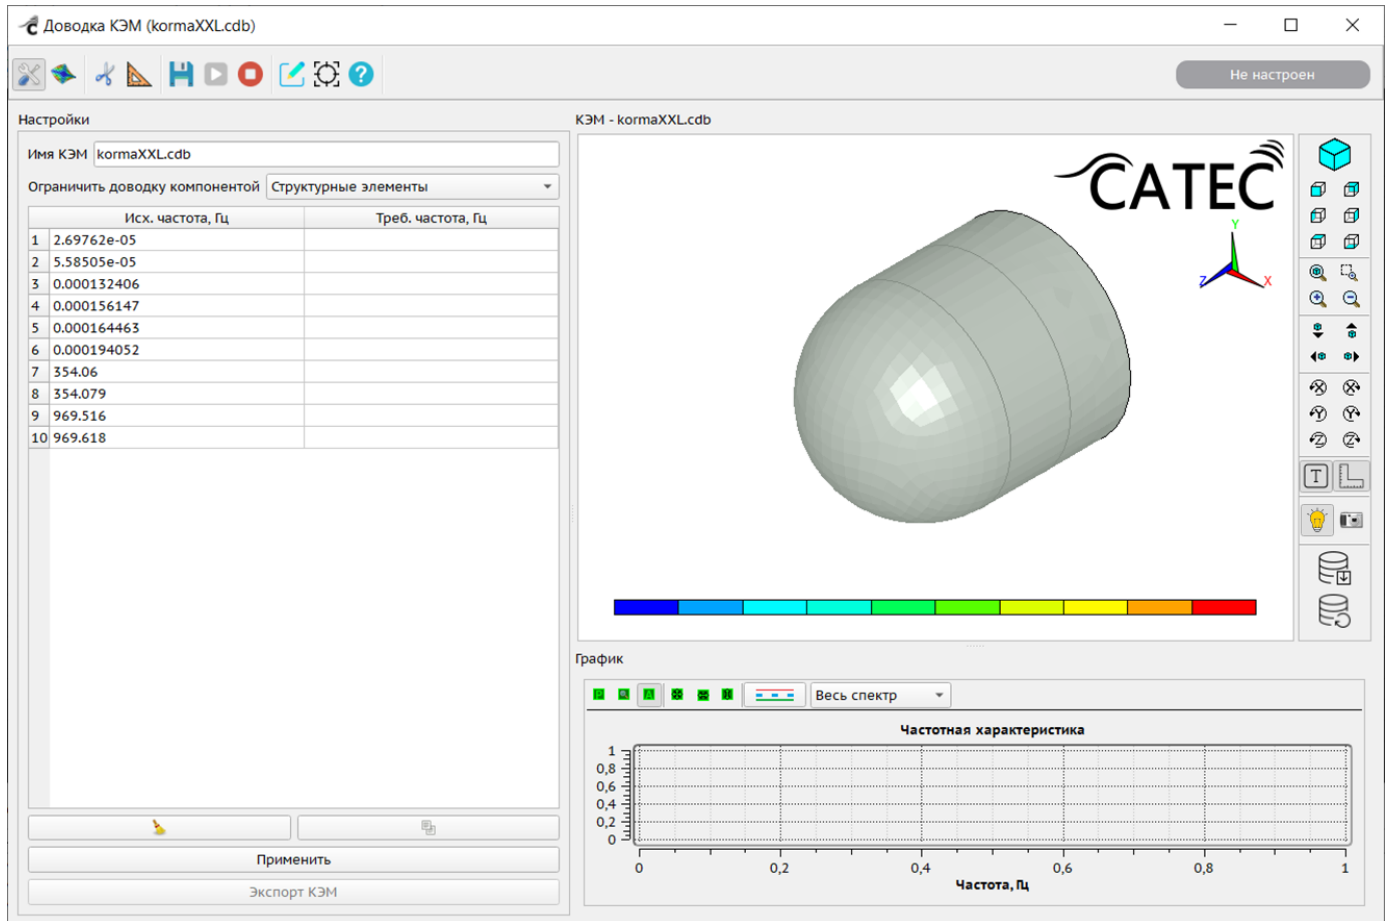 Доводка КЭМ (kormaXXL.cdb)
Не настроен
Настройки
Имя КЭМ kormaXXL.cdb
Ограничить доводку компонентой Структурные элементы
Исх. частота, Гц Треб. частота, Гц
1 2.69762e-05
2 5.58505e-05
3 0.000132406
4 0.000156147
5 0.000164463
6 0.000194052
7 354.06
8 354.079
9 969.516
10 969.618
Применить
Экспорт КЭМ
КЭМ - kormaXXL.cdb
CATEC
Y
Z X
X X
Y Y
Z Z
T
График
P A
Весь спектр
Частотная характеристика
1
0,8
0,6
0,4
0,2
0
0 0,2 0,4 0,6 0,8 1
Частота, Гц